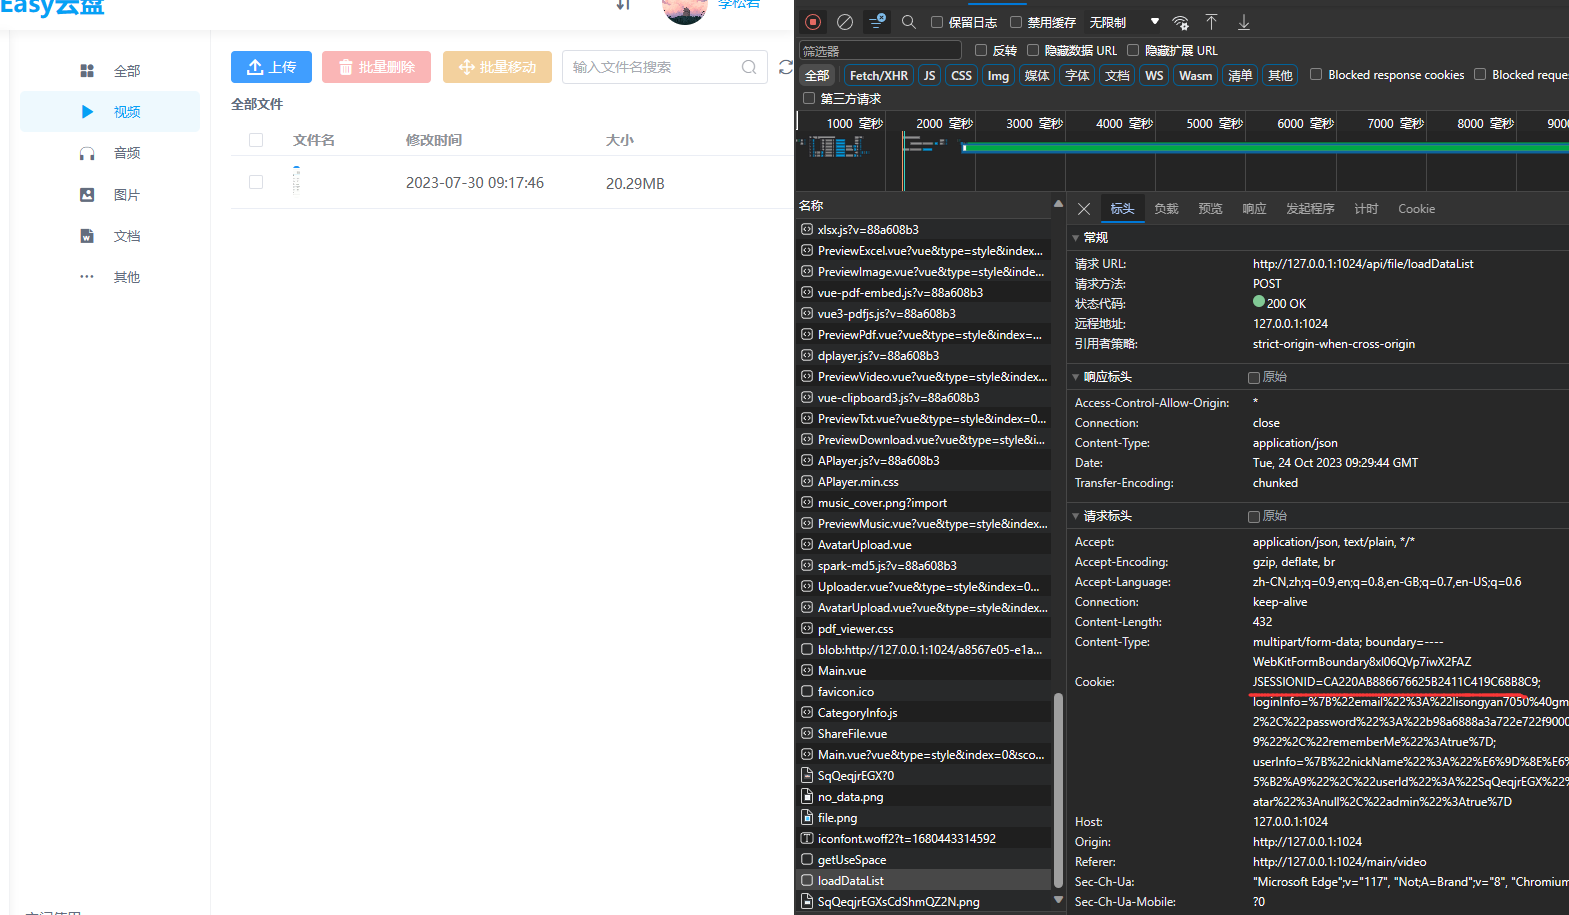 Easy云盘
李松岩
全部
视频
音频
图片
文档
其他
上传
批量删除
批量移动
输入文件名搜索
全部文件
文件名
修改时间
大小
2023-07-30 09:17:46
20.29MB
保留日志
禁用缓存
无限制
筛选器
反转
隐藏数据 URL
隐藏扩展 URL
全部
Fetch/XHR
JS
CSS
Img
媒体
字体
文档
WS
Wasm
清单
其他
Blocked response cookies
Blocked reque
第三方请求
1000 毫秒
2000 毫秒
3000 毫秒
4000 毫秒
5000 毫秒
6000 毫秒
7000 毫秒
8000 毫秒
900
名称
xlsx.js?v=88a608b3
PreviewExcel.vue?vue&type=style&index...
PreviewImage.vue?vue&type=style&inde...
vue-pdf-embed.js?v=88a608b3
vue3-pdfjs.js?v=88a608b3
PreviewPdf.vue?vue&type=style&index=...
dplayer.js?v=88a608b3
PreviewVideo.vue?vue&type=style&index...
vue-clipboard3.js?v=88a608b3
PreviewTxt.vue?vue&type=style&index=0...
PreviewDownload.vue?vue&type=style&i...
APlayer.js?v=88a608b3
APlayer.min.css
music_cover.png?import
PreviewMusic.vue?vue&type=style&index...
AvatarUpload.vue
spark-md5.js?v=88a608b3
Uploader.vue?vue&type=style&index=0...
AvatarUpload.vue?vue&type=style&index...
pdf_viewer.css
blob:http://127.0.0.1:1024/a8567e05-e1a...
Main.vue
favicon.ico
CategoryInfo.js
ShareFile.vue
Main.vue?vue&type=style&index=0&sco...
SqQeqjrEGX?0
no_data.png
file.png
iconfont.woff2?t=1680443314592
getUseSpace
loadDataList
SqQeqjrEGXsCdShmQZ2N.png
标头
负载
预览
响应
发起程序
计时
Cookie
常规
请求 URL: http://127.0.0.1:1024/api/file/loadDataList
请求方法: POST
状态代码: 200 OK
远程地址: 127.0.0.1:1024
引用者策略: strict-origin-when-cross-origin
响应标头 原始
Access-Control-Allow-Origin: *
Connection: close
Content-Type: application/json
Date: Tue, 24 Oct 2023 09:29:44 GMT
Transfer-Encoding: chunked
请求标头 原始
Accept: application/json, text/plain, */*
Accept-Encoding: gzip, deflate, br
Accept-Language: zh-CN,zh;q=0.9,en;q=0.8,en-GB;q=0.7,en-US;q=0.6
Connection: keep-alive
Content-Length: 432
Content-Type: multipart/form-data; boundary=----
WebKitFormBoundary8xl06QVp7iwX2FAZ
Cookie: JSESSIONID=CA220AB886676625B2411C419C68B8C9;
loginInfo=%7B%22email%22%3A%22lisongyan7050%40gm
2%2C%22password%22%3A%22b98a6888a3a722e722f9000
9%22%2C%22rememberMe%22%3Atrue%7D;
userInfo=%7B%22nickName%22%3A%22%E6%9D%8E%E6
5%B2%A9%22%2C%22userId%22%3A%22SqQeqjrEGX%22%
atar%22%3Anull%2C%22admin%22%3Atrue%7D
Host: 127.0.0.1:1024
Origin: http://127.0.0.1:1024
Referer: http://127.0.0.1:1024/main/video
Sec-Ch-Ua: "Microsoft Edge";v="117", "Not;A=Brand";v="8", "Chromium
Sec-Ch-Ua-Mobile: ?0